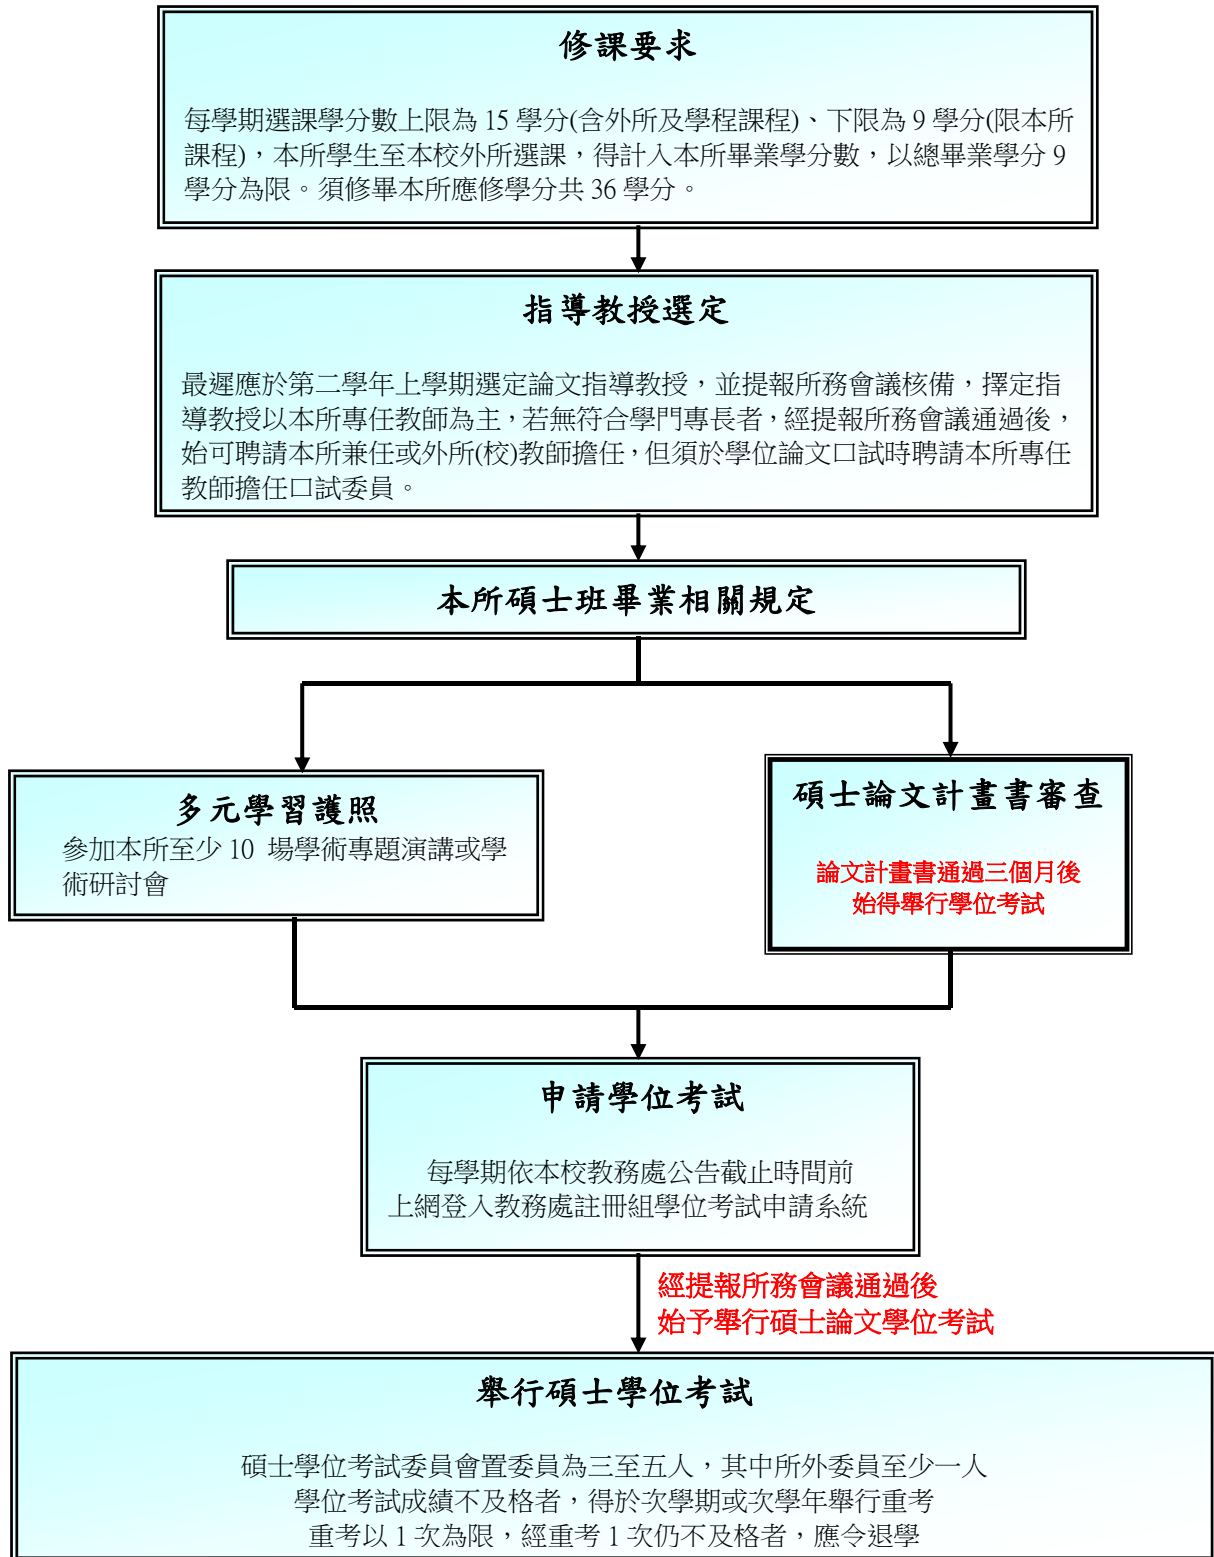 修課要求
每學期選課學分數上限為 15 學分(含外所及學程課程)、下限為 9 學分(限本所
課程)，本所學生至本校外所選課，得計入本所畢業學分數，以總畢業學分 9
學分為限。須修畢本所應修學分共 36 學分。
指導教授選定
最遲應於第二學年上學期選定論文指導教授，並提報所務會議核備，擇定指
導教授以本所專任教師為主，若無符合學門專長者，經提報所務會議通過後，
始可聘請本所兼任或外所(校)教師擔任，但須於學位論文口試時聘請本所專任
教師擔任口試委員。
本所碩士班畢業相關規定
多元學習護照
參加本所至少 10 場學術專題演講或學
術研討會
碩士論文計畫書審查
論文計畫書通過三個月後
始得舉行學位考試
申請學位考試
每學期依本校教務處公告截止時間前
上網登入教務處註冊組學位考試申請系統
經提報所務會議通過後
始予舉行碩士論文學位考試
舉行碩士學位考試
碩士學位考試委員會置委員為三至五人，其中所外委員至少一人
學位考試成績不及格者，得於次學期或次學年舉行重考
重考以 1 次為限，經重考 1 次仍不及格者，應令退學